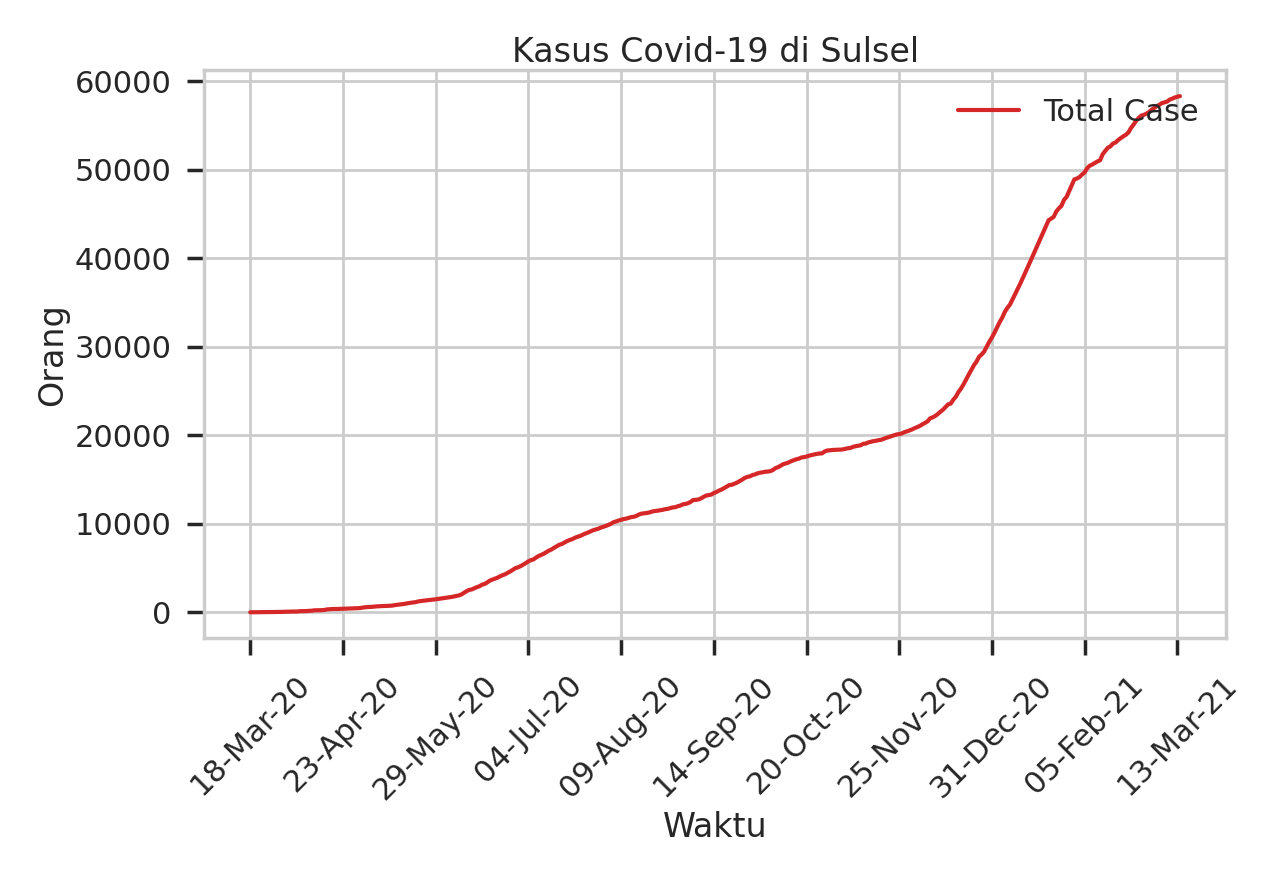 Kasus Covid-19 di Sulsel
Total Case
60000
50000
40000
30000
20000
10000
0
Orang
18-Mar-20
23-Apr-20
29-May-20
04-Jul-20
09-Aug-20
14-Sep-20
20-Oct-20
25-Nov-20
31-Dec-20
05-Feb-21
13-Mar-21
Waktu